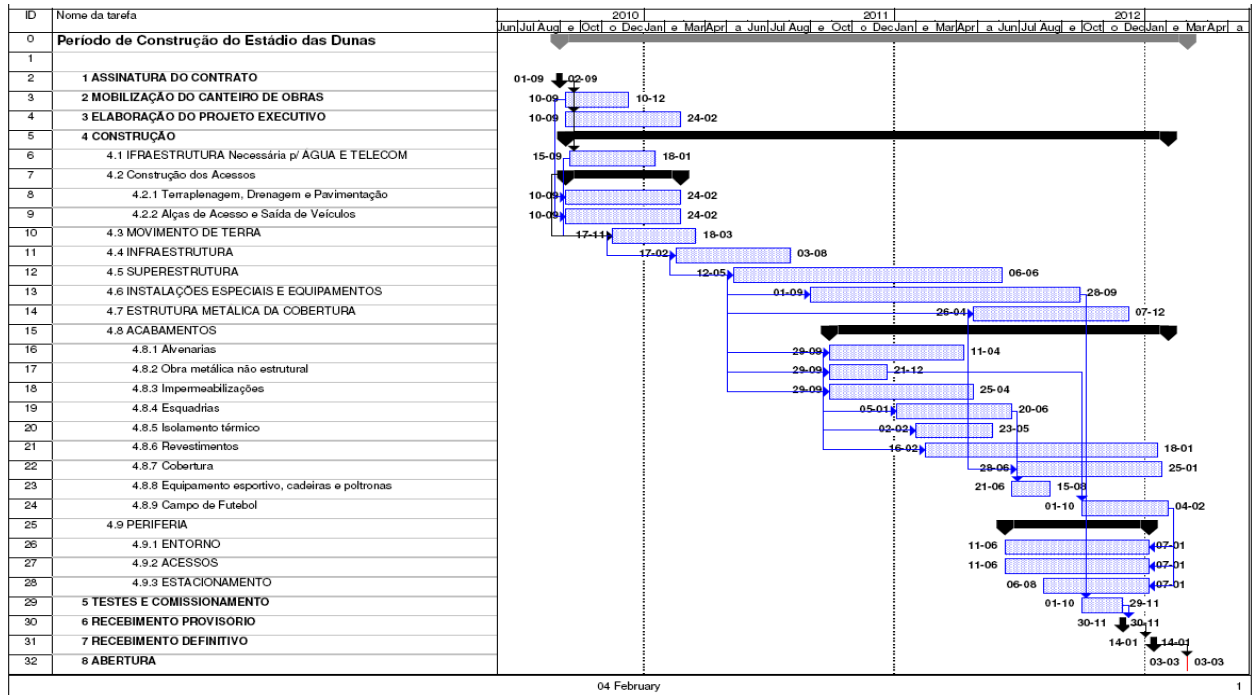 ID Nome da tarefa 2010 2011 2012
Jun Jul Aug e Oct o Dec Jan e Mar Apr a Jun Jul Aug e Oct o Dec Jan e Mar Apr a Jun Jul Aug e Oct o Dec Jan e Mar Apr a
0 Período de Construção do Estádio das Dunas
1
2 1 ASSINATURA DO CONTRATO 01-09 02-09
3 2 MOBILIZAÇÃO DO CANTEIRO DE OBRAS 10-09 10-12
4 3 ELABORAÇÃO DO PROJETO EXECUTIVO 10-09 24-02
5 4 CONSTRUÇÃO
6 4.1 IFRAESTRUTURA Necessária p/ AGUA E TELECOM 15-09 18-01
7 4.2 Construção dos Acessos
8 4.2.1 Terraplenagem, Drenagem e Pavimentação 10-09 24-02
9 4.2.2 Alças de Acesso e Saída de Veículos 10-09 24-02
10 4.3 MOVIMENTO DE TERRA 17-11 18-03
11 4.4 INFRAESTRUTURA 17-02 03-08
12 4.5 SUPERESTRUTURA 12-05 06-06
13 4.6 INSTALAÇÕES ESPECIAIS E EQUIPAMENTOS 01-09 28-09
14 4.7 ESTRUTURA METALICA DA COBERTURA 26-04 07-12
15 4.8 ACABAMENTOS
16 4.8.1 Alvenarias 29-09 11-04
17 4.8.2 Obra metálica não estrutural 29-09 21-12
18 4.8.3 Impermeabilizações 29-09 25-04
19 4.8.4 Esquadrias 05-01 20-06
20 4.8.5 Isolamento térmico 02-02 23-05
21 4.8.6 Revestimentos 16-02 18-01
22 4.8.7 Cobertura 28-06 25-01
23 4.8.8 Equipamento esportivo, cadeiras e poltronas 21-06 15-08
24 4.8.9 Campo de Futebol 01-10 04-02
25 4.9 PERIFERIA
26 4.9.1 ENTORNO 11-06 07-01
27 4.9.2 ACESSOS 11-06 07-01
28 4.9.3 ESTACIONAMENTO 06-08 07-01
29 5 TESTES E COMISSIONAMENTO 01-10 29-11
30 6 RECEBIMENTO PROVISÓRIO 30-11 30-11
31 7 RECEBIMENTO DEFINITIVO 14-01 14-01
32 8 ABERTURA 03-03 03-03
04 February 1